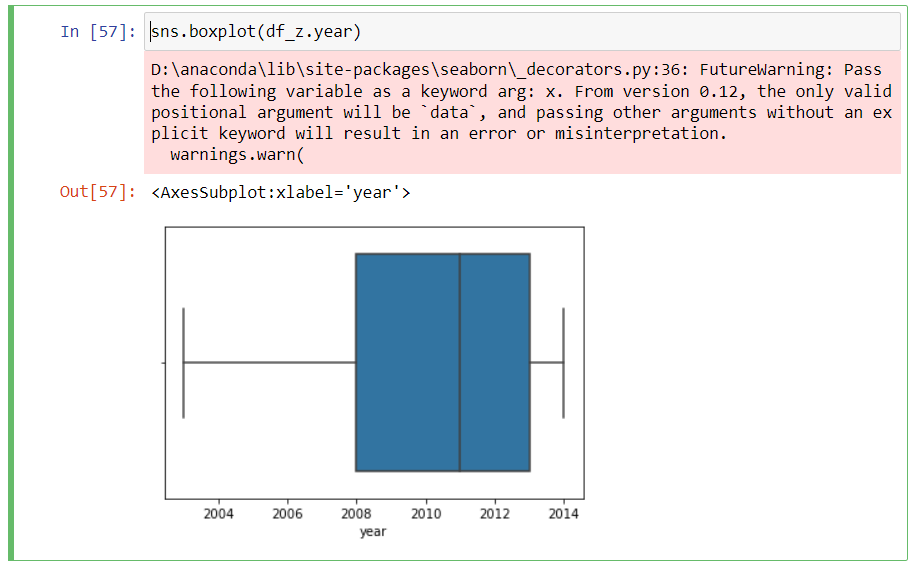 In [57]: sns.boxplot(df_z.year)
D:\anaconda\lib\site-packages\seaborn\_decorators.py:36: FutureWarning: Pass
the following variable as a keyword arg: x. From version 0.12, the only valid
positional argument will be `data`, and passing other arguments without an ex
plicit keyword will result in an error or misinterpretation.
warnings.warn(
Out[57]: <AxesSubplot:xlabel='year'>
2004 2006 2008 2010 2012 2014
year